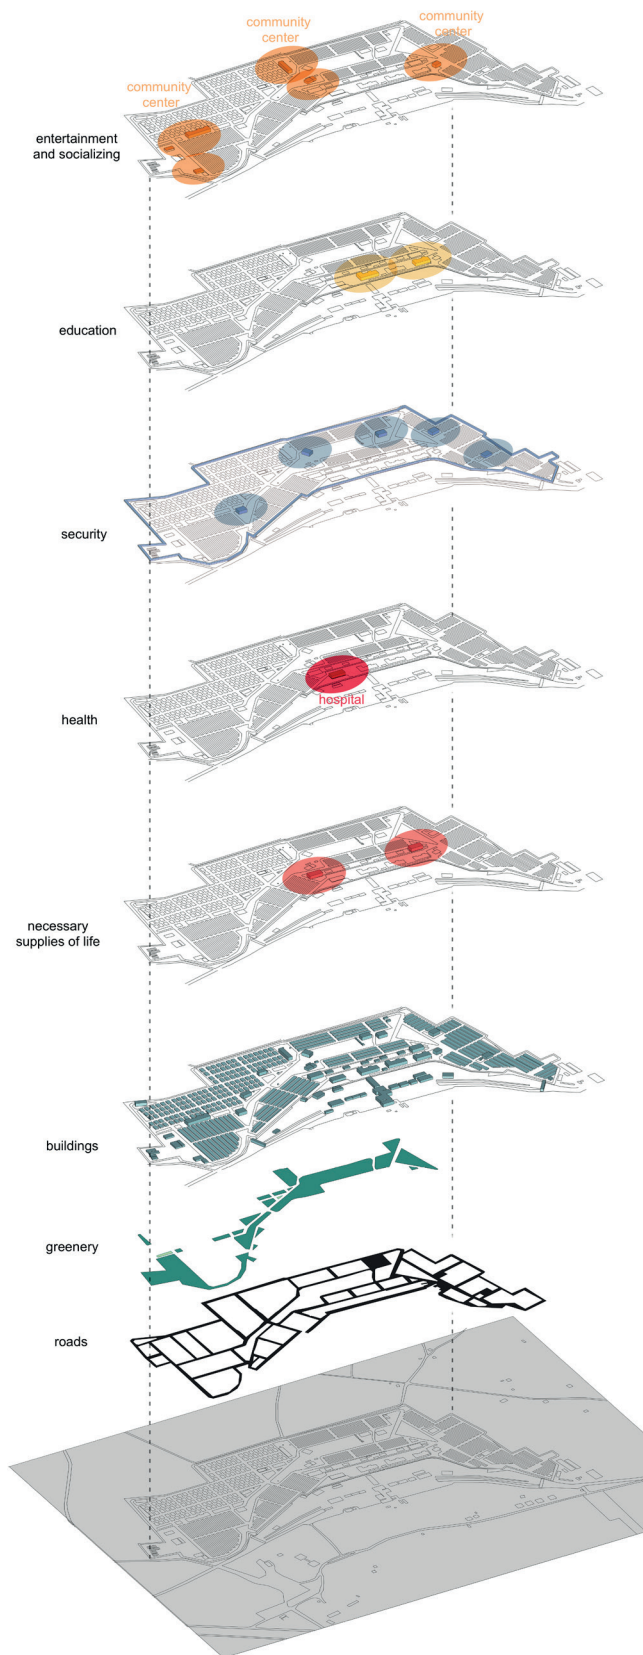 community
center
community
center
community
center
entertainment
and socializing
education
security
health
hospital
necessary
supplies of life
buildings
greenery
roads